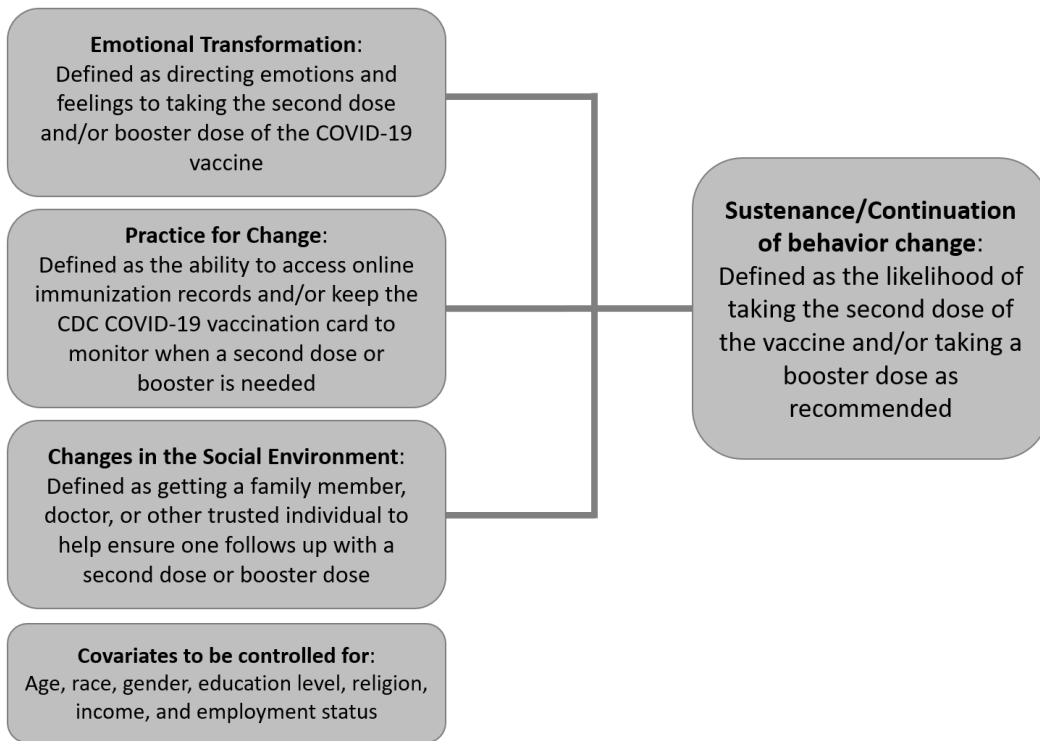 Emotional Transformation:
Defined as directing emotions and
feelings to taking the second dose
and/or booster dose of the COVID-19
vaccine
Practice for Change:
Defined as the ability to access online
immunization records and/or keep the
CDC COVID-19 vaccination card to
monitor when a second dose or
booster is needed
Changes in the Social Environment:
Defined as getting a family member,
doctor, or other trusted individual to
help ensure one follows up with a
second dose or booster dose
Covariates to be controlled for:
Age, race, gender, education level, religion,
income, and employment status
Sustenance/Continuation
of behavior change:
Defined as the likelihood of
taking the second dose of
the vaccine and/or taking a
booster dose as
recommended